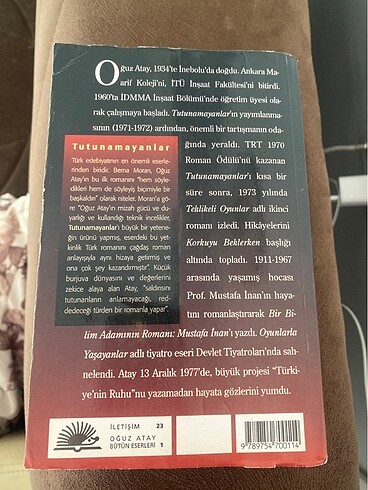 Oğuz Atay, 1934'te İnebolu'da doğdu. Ankara Ma-
arif Koleji'ni, İTÜ İnşaat Fakültesi'ni bitirdi.
1960'ta İDMMA İnşaat Bölümü'nde öğretim üyesi ola-
rak çalışmaya başladı. Tutunamayanlar'ın yayımlanma-
sının (1971-1972) ardından, önemli bir tartışmanın oda-
ğında yeraldı. TRT 1970
Roman Ödülü'nü kazanan
Tutunamayanlar'ı kısa bir
süre sonra, 1973 yılında
Tehlikeli Oyunlar adlı ikinci
romanı izledi. Hikâyelerini
Korkuyu Beklerken başlığı
altında topladı. 1911-1967
arasında yaşamış hocası
Prof. Mustafa İnan'ın haya-
tını romanlaştırarak Bir Bi-
lim Adamının Romanı: Mustafa İnan'ı yazdı. Oyunlarla
Yaşayanlar adlı tiyatro eseri Devlet Tiyatroları'nda sah-
nelendi. Atay 13 Aralık 1977'de, büyük projesi "Türki-
ye'nin Ruhu"nu yazamadan hayata gözlerini yumdu.
Tutunamayanlar
Türk edebiyatının en önemli eserle-
rinden biridir. Berna Moran, Oğuz
Atay'ın bu ilk romanını "hem söyle-
dikleri hem de söyleyiş biçimiyle bir
başkaldırı" olarak niteler. Moran'a gö-
re "Oğuz Atay'ın mizah gücü ve du-
yarlığı ve kullandığı teknik incelikler,
Tutunamayanlar'ı büyük bir yetene-
ğin ürünü yapmış, eserdeki bu yet-
kinlik Türk romanını çağdaş roman
anlayışıyla aynı hizaya getirmiş ve
ona çok şey kazandırmıştır." Küçük
burjuva dünyasını ve değerlerini
zekice alaya alan Atay, "saldırısını
tutunanların anlamayacağı, red-
dedeceği türden bir romanla yapar".
İLETİŞİM 23
OĞUZ ATAY
BÜTÜN ESERLERİ 1
9 789754 700114